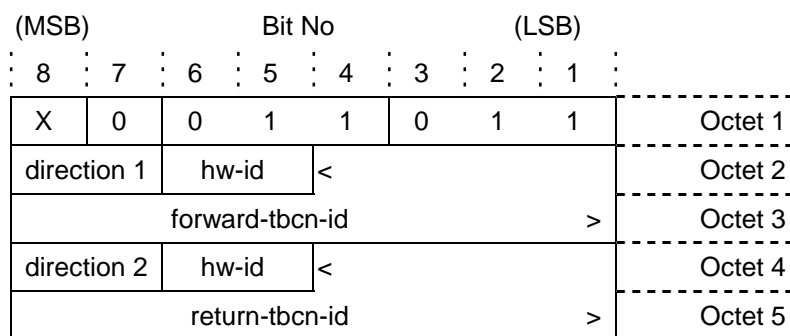 (MSB) Bit No (LSB)
8 7 6 5 4 3 2 1
X 0 0 1 1 0 1 1 Octet 1
direction 1 hw-id < Octet 2
forward-tbcn-id > Octet 3
direction 2 hw-id < Octet 4
return-tbcn-id > Octet 5